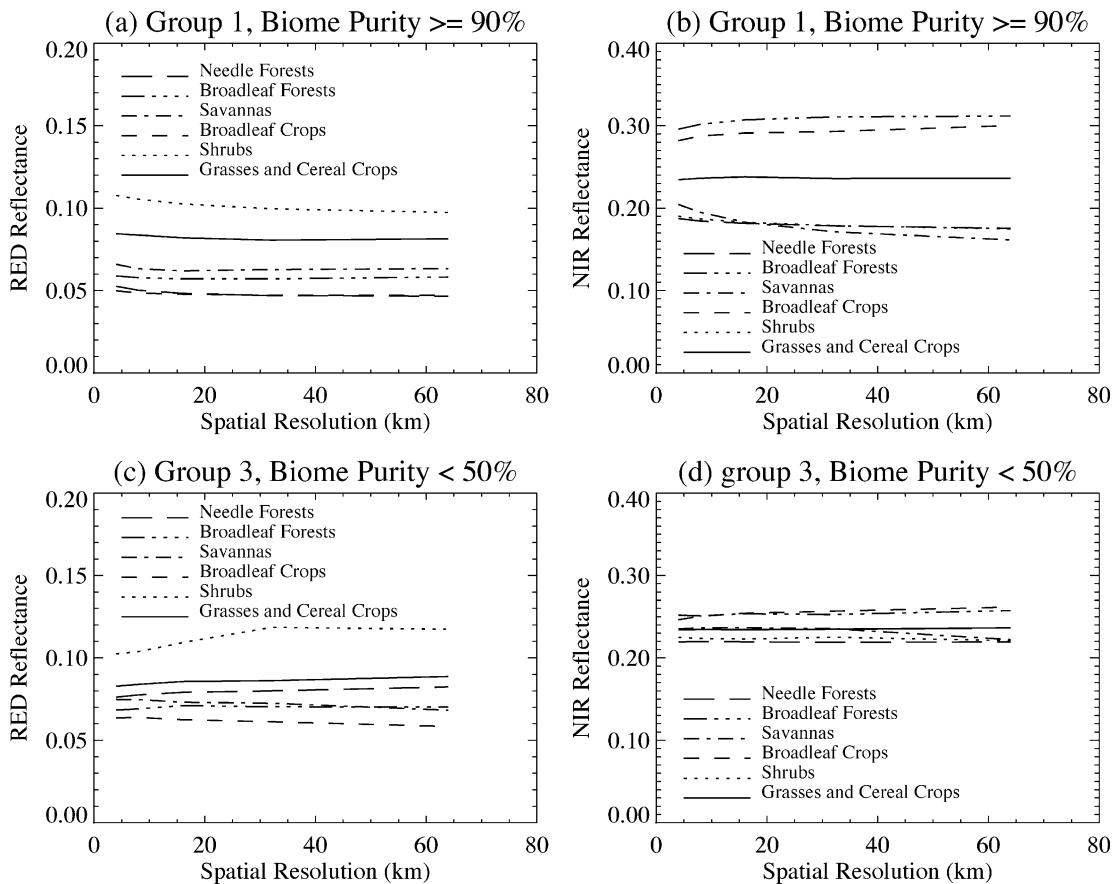 (a) Group 1, Biome Purity >= 90%
0.20
0.15
0.10
0.05
0.00
RED Reflectance
Needle Forests
Broadleaf Forests
Savannas
Broadleaf Crops
Shrubs
Grasses and Cereal Crops
0 20 40 60 80
Spatial Resolution (km)
(b) Group 1, Biome Purity >= 90%
0.40
0.30
0.20
0.10
0.00
NIR Reflectance
Needle Forests
Broadleaf Forests
Savannas
Broadleaf Crops
Shrubs
Grasses and Cereal Crops
0 20 40 60 80
Spatial Resolution (km)
(c) Group 3, Biome Purity < 50%
0.20
0.15
0.10
0.05
0.00
RED Reflectance
Needle Forests
Broadleaf Forests
Savannas
Broadleaf Crops
Shrubs
Grasses and Cereal Crops
0 20 40 60 80
Spatial Resolution (km)
(d) group 3, Biome Purity < 50%
0.40
0.30
0.20
0.10
0.00
NIR Reflectance
Needle Forests
Broadleaf Forests
Savannas
Broadleaf Crops
Shrubs
Grasses and Cereal Crops
0 20 40 60 80
Spatial Resolution (km)